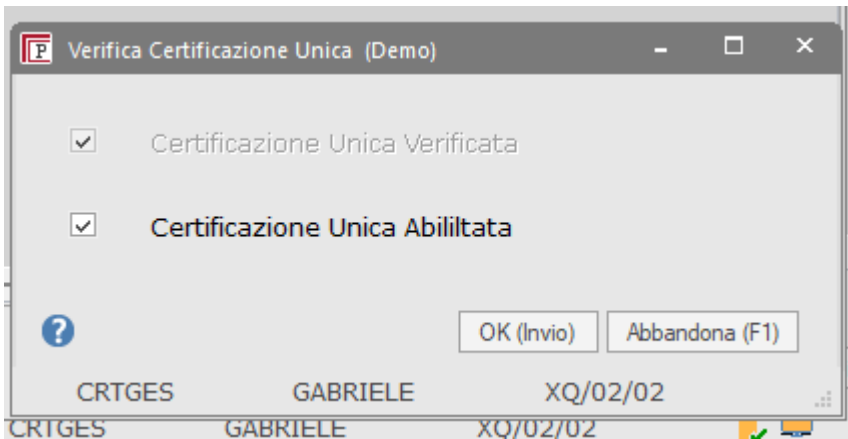 P Verifica Certificazione Unica (Demo)
Certificazione Unica Verificata
Certificazione Unica Abililtata
? OK (Invio) Abbandona (F1)
CRTGES GABRIELE XQ/02/02
CRTGES GABRIELE XQ/02/02